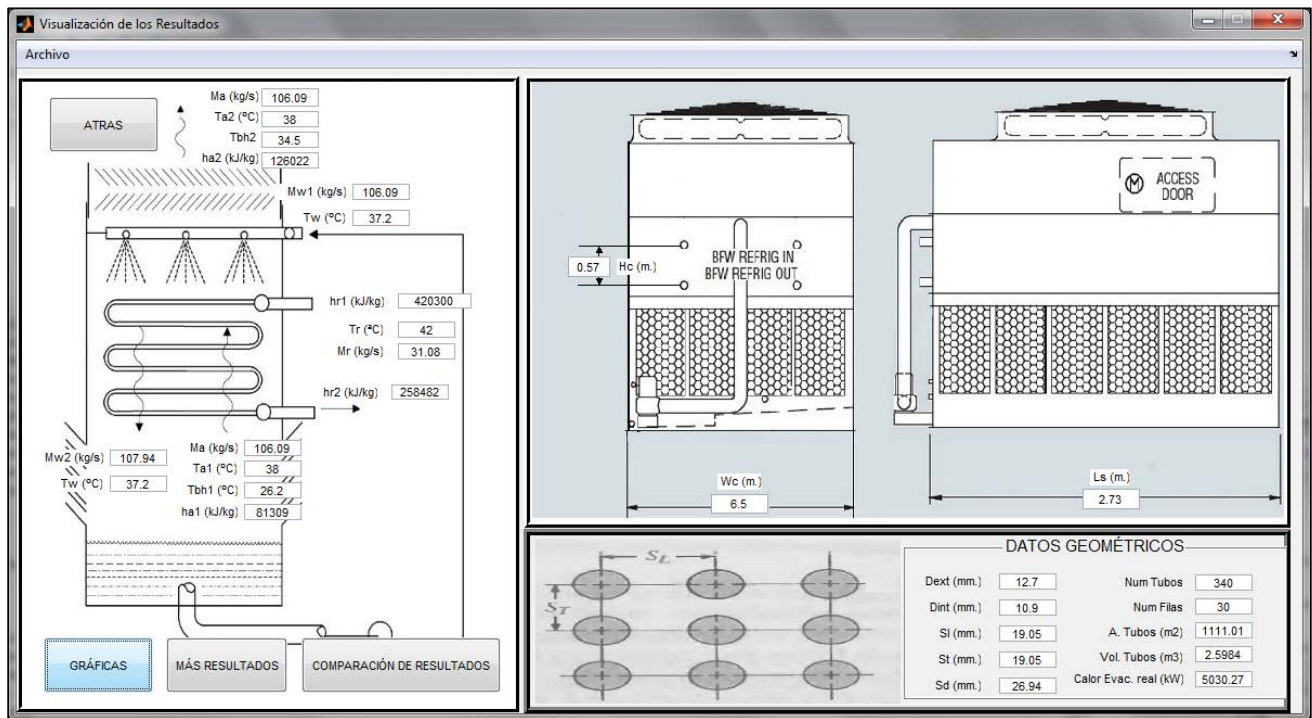 Visualización de los Resultados
Archivo
ATRAS
Ma (kg/s) 106.09
Ta2 (ºC) 38
Tbh2 34.5
ha2 (kJ/kg) 126022
Mw1 (kg/s) 106.09
Tw (ºC) 37.2
hr1 (kJ/kg) 420300
Tr (ªC) 42
Mr (kg/s) 31.08
hr2 (kJ/kg) 258482
Mw2 (kg/s) 107.94
Tw (ºC) 37.2
Ma (kg/s) 106.09
Ta1 (ºC) 38
Tbh1 (ºC) 26.2
ha1 (kJ/kg) 81309
GRÁFICAS
MÁS RESULTADOS
COMPARACIÓN DE RESULTADOS
0.57 Hc (m.)
BFW REFRIG IN
BFW REFRIG OUT
M ACCESS
DOOR
Wc (m.)
6.5
Ls (m.)
2.73
SL
ST
DATOS GEOMÉTRICOS
Dext (mm.) 12.7 Num Tubos 340
Dint (mm.) 10.9 Num Filas 30
Sl (mm.) 19.05 A. Tubos (m2) 1111.01
St (mm.) 19.05 Vol. Tubos (m3) 2.5984
Sd (mm.) 26.94 Calor Evac. real (kW) 5030.27